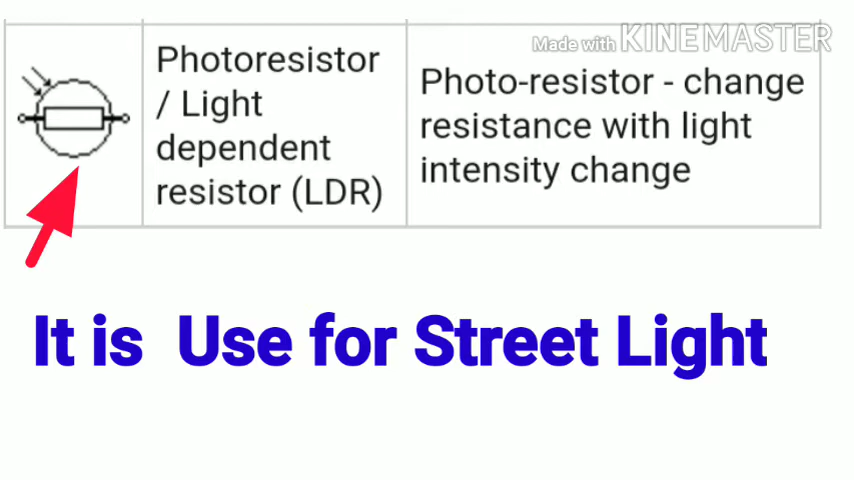 Made with KINEMASTER
Photoresistor
/ Light
dependent
resistor (LDR)
Photo-resistor - change
resistance with light
intensity change
It is Use for Street Light